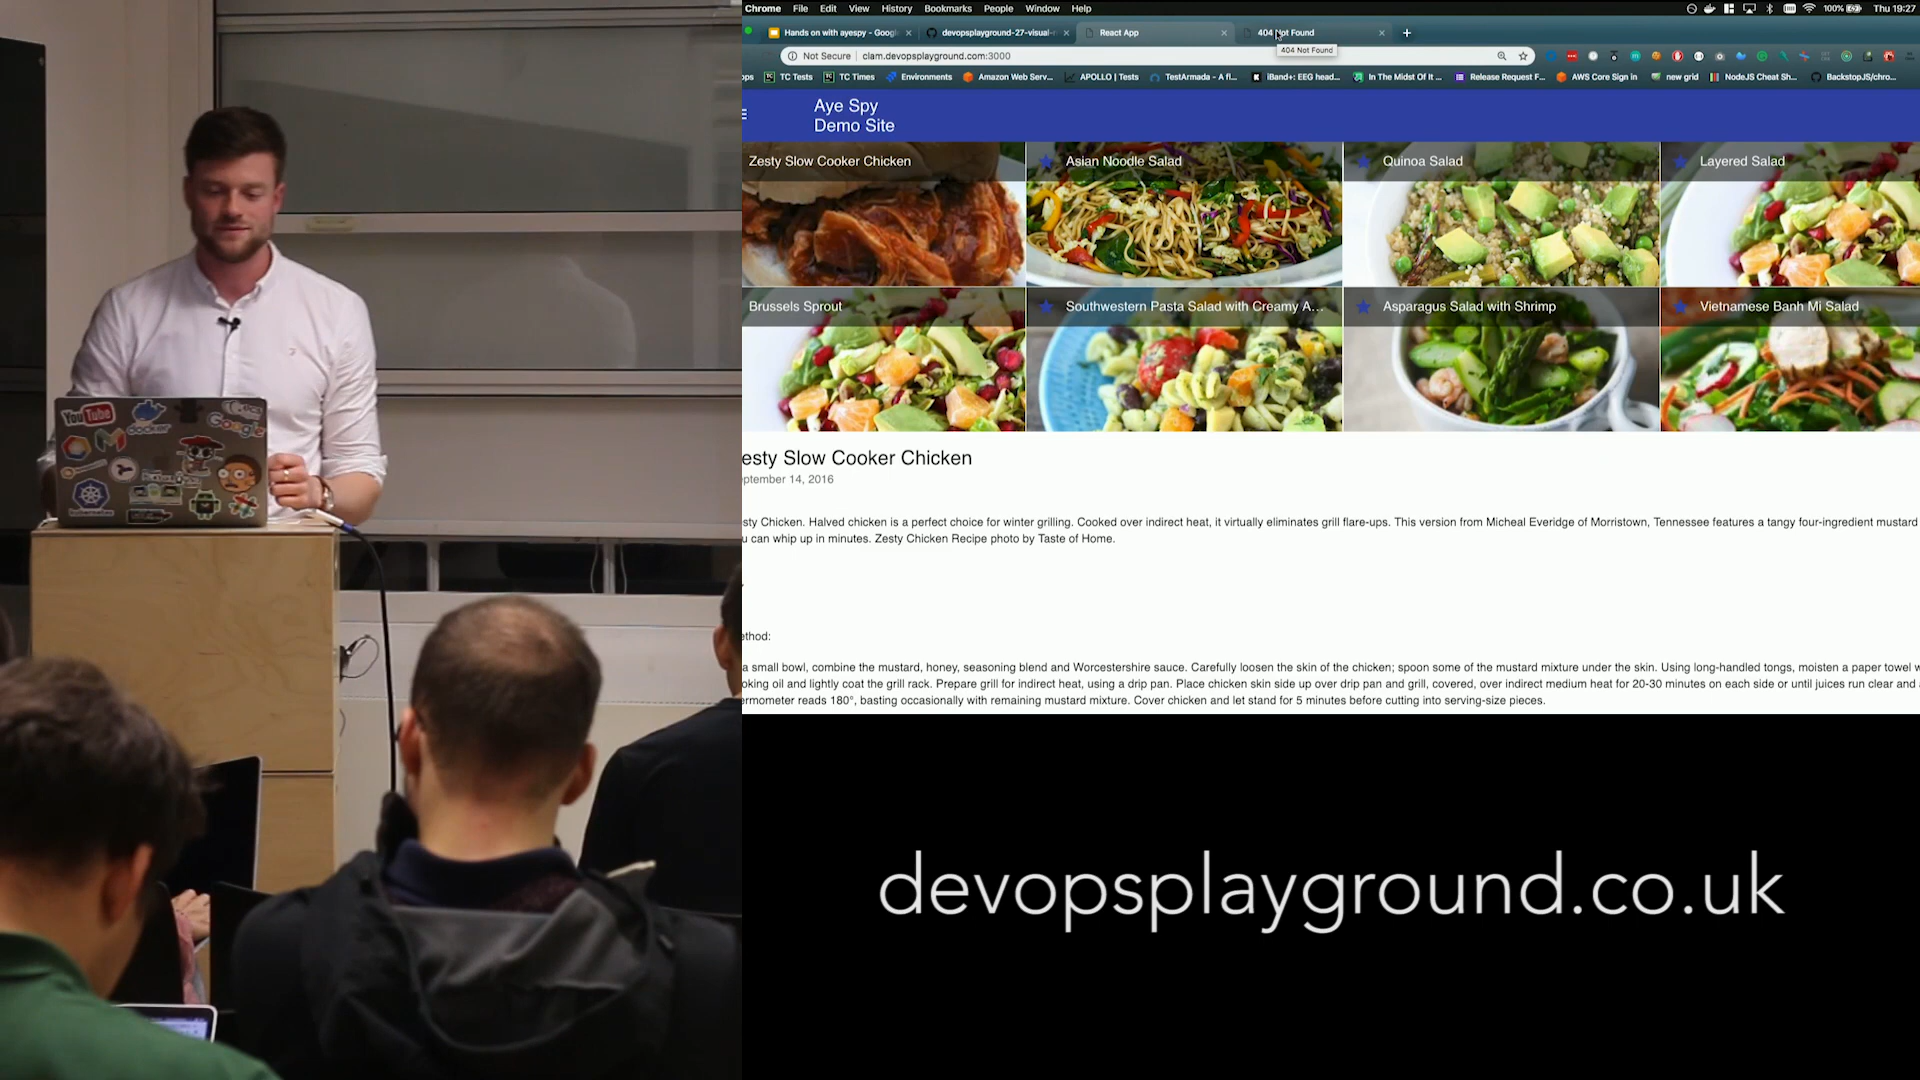 Chrome File Edit View History Bookmarks People Window Help 100% Thu 19:27
Hands on with ayespy - Googl devopsplayground-27-visual-r React App 404 Not Found
404 Not Found
Not Secure clam.devopsplayground.com:3000
ps TC Tests TC Times Environments Amazon Web Serv... APOLLO | Tests TestArmada - A fl... iBand+: EEG head... In The Midst Of It ... Release Request F... AWS Core Sign in new grid NodeJS Cheat Sh... BackstopJS/chro...
Aye Spy
Demo Site
Zesty Slow Cooker Chicken Asian Noodle Salad Quinoa Salad Layered Salad
Brussels Sprout Southwestern Pasta Salad with Creamy A... Asparagus Salad with Shrimp Vietnamese Banh Mi Salad
esty Slow Cooker Chicken
ptember 14, 2016
sty Chicken. Halved chicken is a perfect choice for winter grilling. Cooked over indirect heat, it virtually eliminates grill flare-ups. This version from Micheal Everidge of Morristown, Tennessee features a tangy four-ingredient mustard
u can whip up in minutes. Zesty Chicken Recipe photo by Taste of Home.
ethod:
a small bowl, combine the mustard, honey, seasoning blend and Worcestershire sauce. Carefully loosen the skin of the chicken; spoon some of the mustard mixture under the skin. Using long-handled tongs, moisten a paper towel w
oking oil and lightly coat the grill rack. Prepare grill for indirect heat, using a drip pan. Place chicken skin side up over drip pan and grill, covered, over indirect medium heat for 20-30 minutes on each side or until juices run clear and
ermometer reads 180°, basting occasionally with remaining mustard mixture. Cover chicken and let stand for 5 minutes before cutting into serving-size pieces.
YouTube
docker
Google
kubernetes
devopsplayground.co.uk